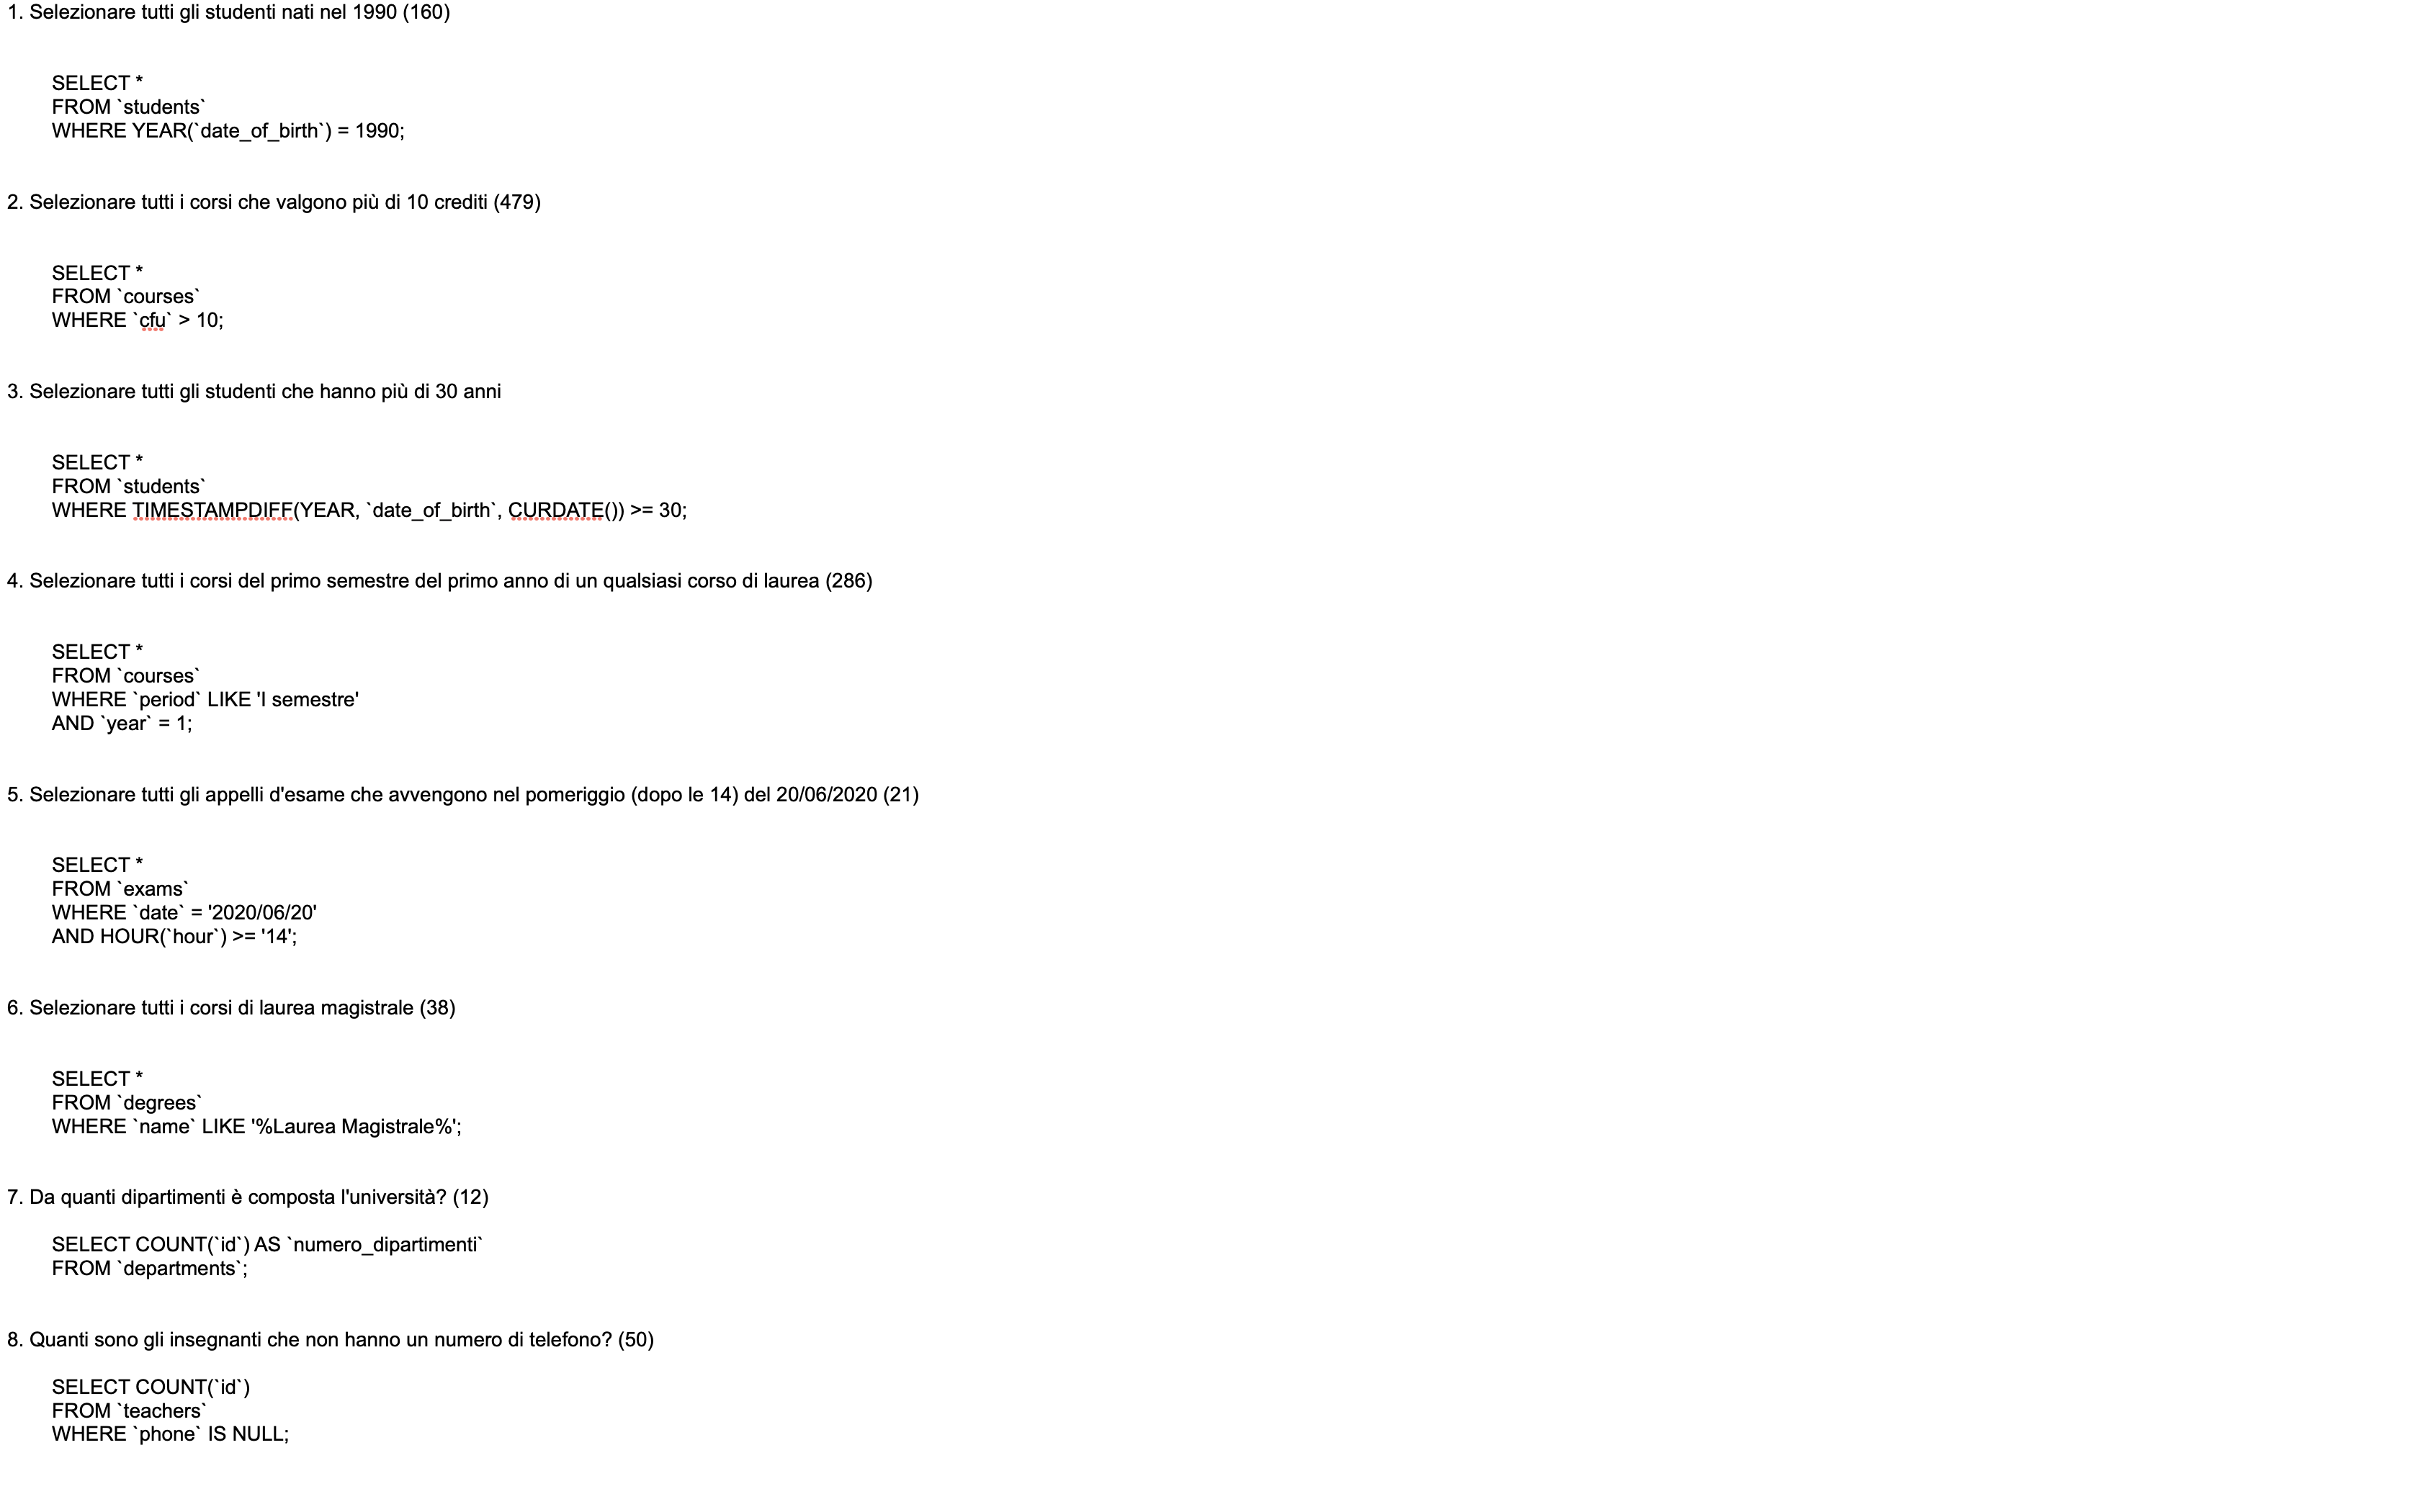 1. Selezionare tutti gli studenti nati nel 1990 (160)
SELECT *
FROM `students`
WHERE YEAR(`date_of_birth`) = 1990;
2. Selezionare tutti i corsi che valgono più di 10 crediti (479)
SELECT *
FROM `courses`
WHERE `cfu` > 10;
3. Selezionare tutti gli studenti che hanno più di 30 anni
SELECT *
FROM `students`
WHERE TIMESTAMPDIFF(YEAR, `date_of_birth`, CURDATE()) >= 30;
4. Selezionare tutti i corsi del primo semestre del primo anno di un qualsiasi corso di laurea (286)
SELECT *
FROM `courses`
WHERE `period` LIKE 'I semestre'
AND `year` = 1;
5. Selezionare tutti gli appelli d'esame che avvengono nel pomeriggio (dopo le 14) del 20/06/2020 (21)
SELECT *
FROM `exams`
WHERE `date` = '2020/06/20'
AND HOUR(`hour`) >= '14';
6. Selezionare tutti i corsi di laurea magistrale (38)
SELECT *
FROM `degrees`
WHERE `name` LIKE '%Laurea Magistrale%';
7. Da quanti dipartimenti è composta l'università? (12)
SELECT COUNT(`id`) AS `numero_dipartimenti`
FROM `departments`;
8. Quanti sono gli insegnanti che non hanno un numero di telefono? (50)
SELECT COUNT(`id`)
FROM `teachers`
WHERE `phone` IS NULL;